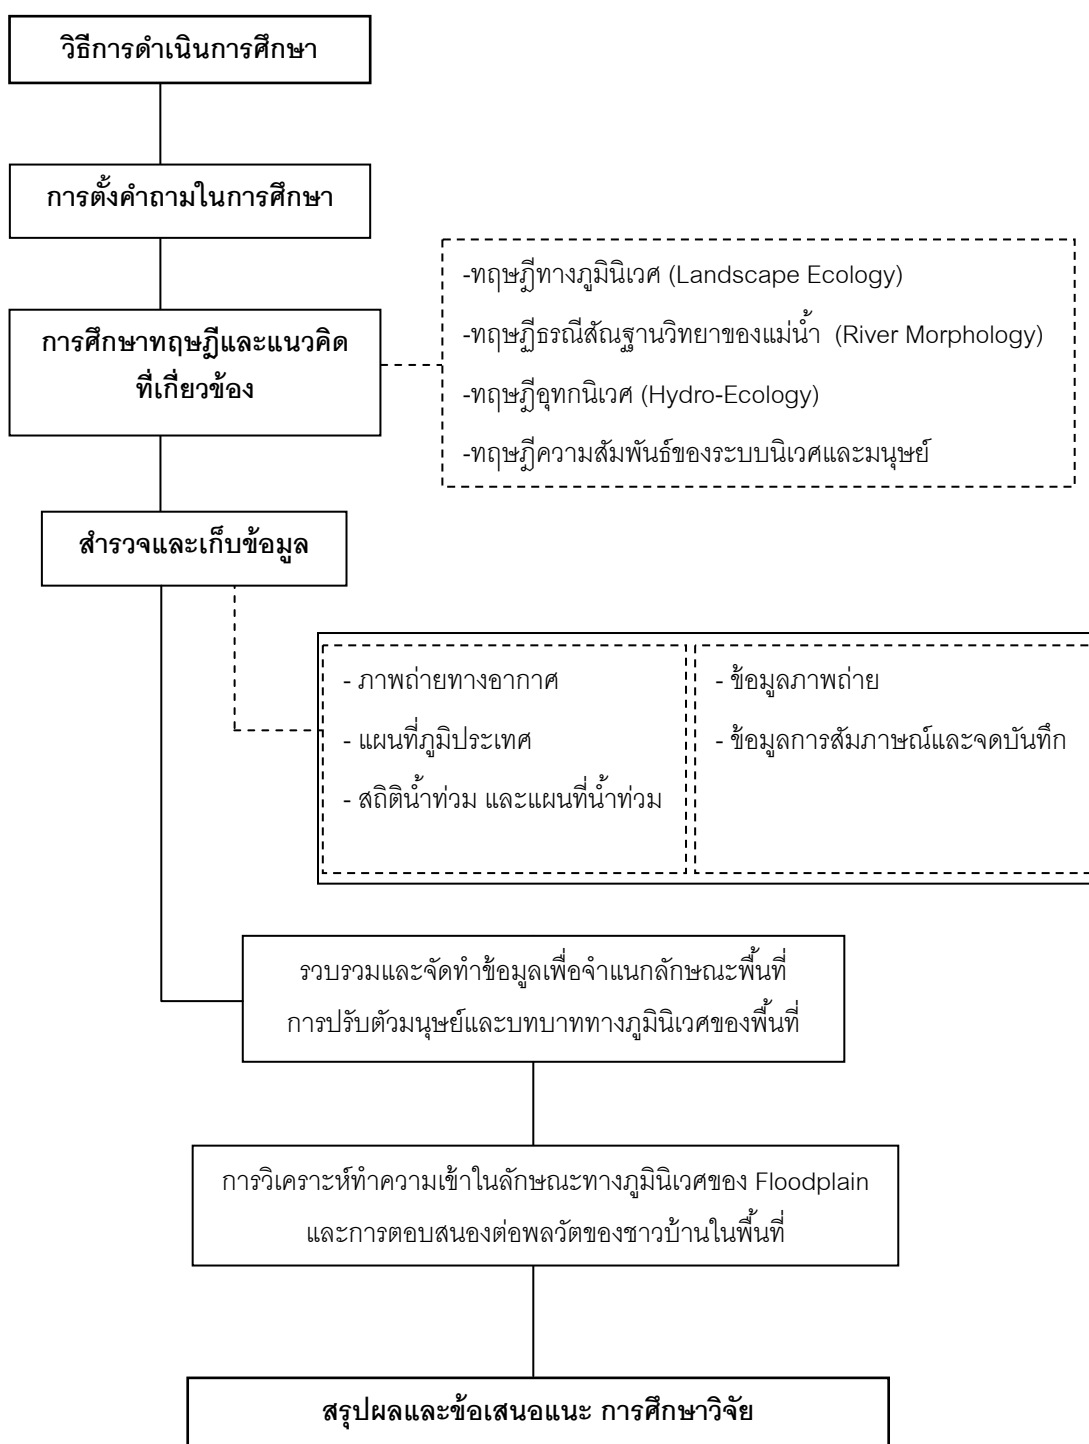 วิธีการดำเนินการศึกษา
การตั้งคำถามในการศึกษา
การศึกษาทฤษฎีและแนวคิด
ที่เกี่ยวข้อง
-ทฤษฎีทางภูมินิเวศ (Landscape Ecology)
-ทฤษฎีธรณีสัณฐานวิทยาของแม่น้ำ (River Morphology)
-ทฤษฎีอุทกนิเวศ (Hydro-Ecology)
-ทฤษฎีความสัมพันธ์ของระบบนิเวศและมนุษย์
สำรวจและเก็บข้อมูล
- ภาพถ่ายทางอากาศ
- แผนที่ภูมิประเทศ
- สถิติน้ำท่วม และแผนที่น้ำท่วม
- ข้อมูลภาพถ่าย
- ข้อมูลการสัมภาษณ์และจดบันทึก
รวบรวมและจัดทำข้อมูลเพื่อจำแนกลักษณะพื้นที่
การปรับตัวมนุษย์และบทบาททางภูมินิเวศของพื้นที่
การวิเคราะห์ทำความเข้าในลักษณะทางภูมินิเวศของ Floodplain
และการตอบสนองต่อพลวัตของชาวบ้านในพื้นที่
สรุปผลและข้อเสนอแนะ การศึกษาวิจัย